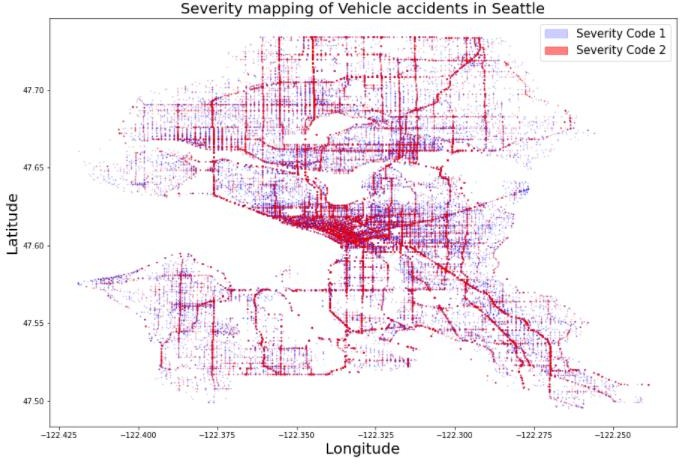 Severity mapping of Vehicle accidents in Seattle
Severity Code 1
Severity Code 2
47.70
47.65
47.60
47.55
47.50
Latitude
−122.425 −122.400 −122.375 −122.350 −122.325 −122.300 −122.275 −122.250
Longitude